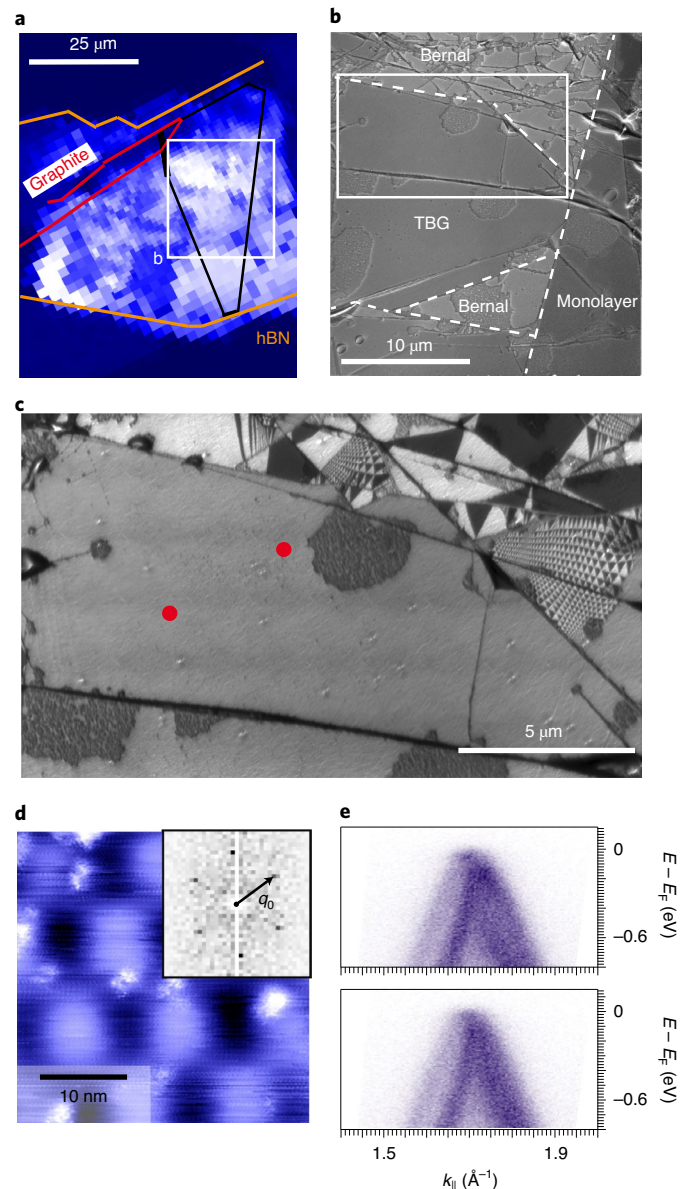 a
25 µm
Graphite
b
hBN
b
Bernal
TBG
Bernal
Monolayer
10 µm
c
5 µm
d
q0
10 nm
e
0
−0.6
E − EF (eV)
0
−0.6
E − EF (eV)
1.5
1.9
k|| (Å−1)